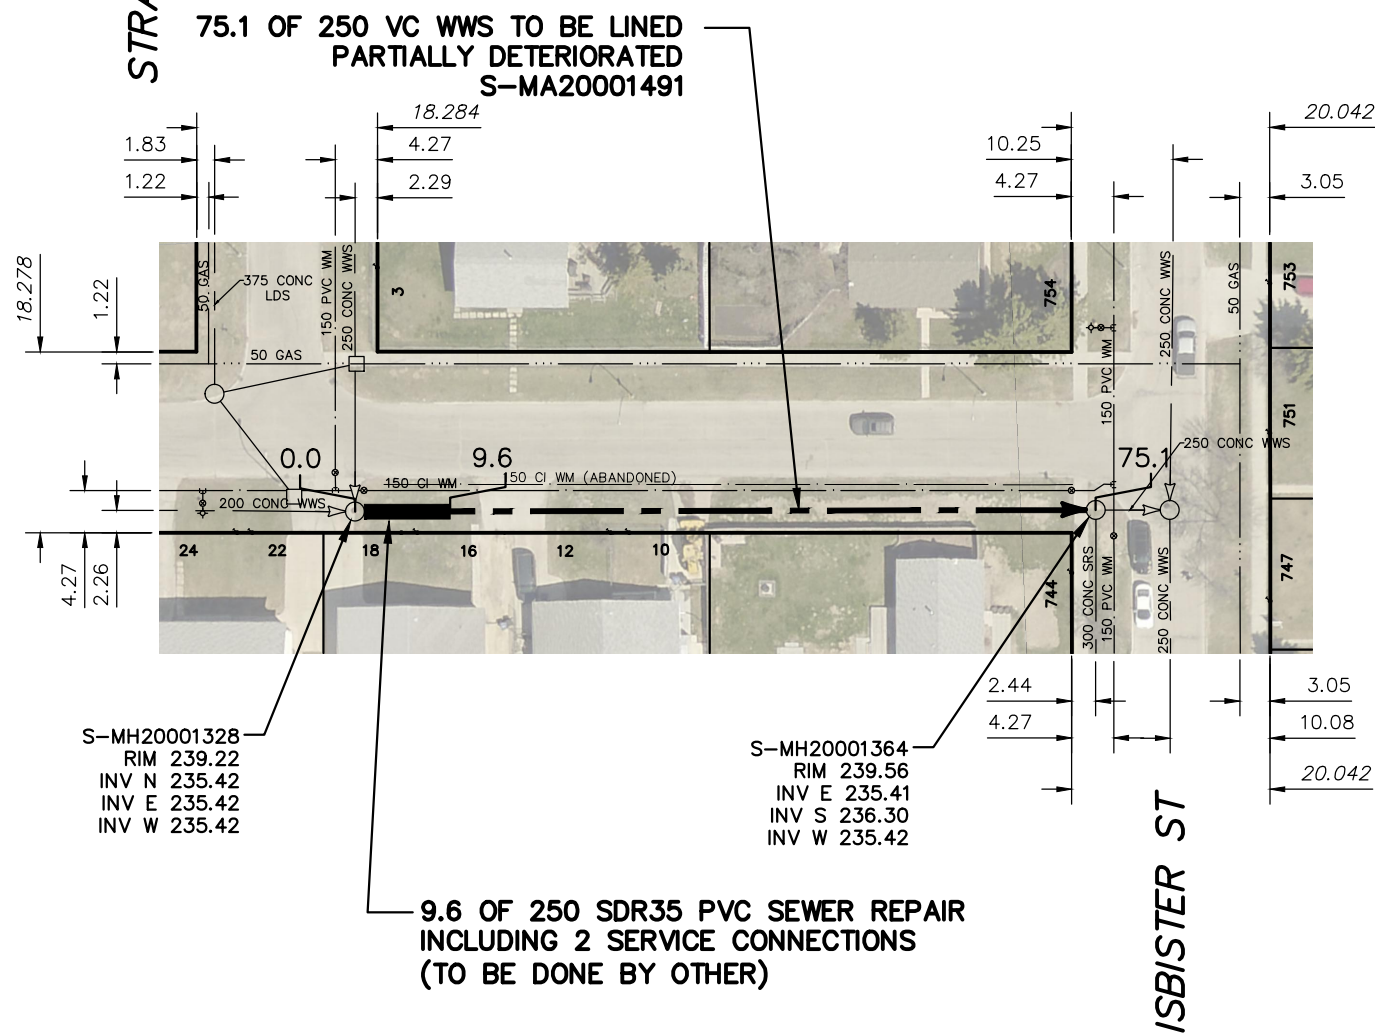 STRA
75.1 OF 250 VC WWS TO BE LINED
PARTIALLY DETERIORATED
S-MA20001491
18.284
20.042
1.83
4.27
10.25
1.22
2.29
4.27
3.05
18.278
1.22
50 GAS
375 CONC
LDS
150 PVC WM
250 CONC WWS
3
754
150 PVC WM
250 CONC WWS
50 GAS
753
50 GAS
751
0.0
9.6
75.1
250 CONC WWS
150 CI WM
50 CI WM (ABANDONED)
200 CONC WWS
24
22
18
16
12
10
744
300 CONC SRS
150 PVC WM
250 CONC WWS
747
4.27
2.26
2.44
3.05
4.27
10.08
20.042
S-MH20001328
RIM 239.22
INV N 235.42
INV E 235.42
INV W 235.42
S-MH20001364
RIM 239.56
INV E 235.41
INV S 236.30
INV W 235.42
9.6 OF 250 SDR35 PVC SEWER REPAIR
INCLUDING 2 SERVICE CONNECTIONS
(TO BE DONE BY OTHER)
ISBISTER ST